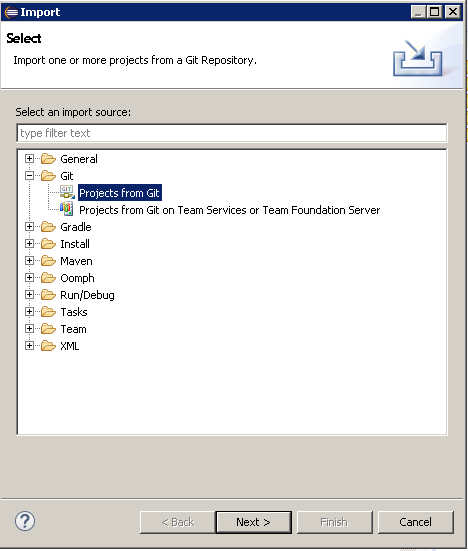 Import
Select
Import one or more projects from a Git Repository.
Select an import source:
type filter text
General
Git
GIT
Projects from Git
Projects from Git on Team Services or Team Foundation Server
Gradle
Install
Maven
Oomph
Run/Debug
Tasks
Team
XML
?
< Back
Next >
Finish
Cancel